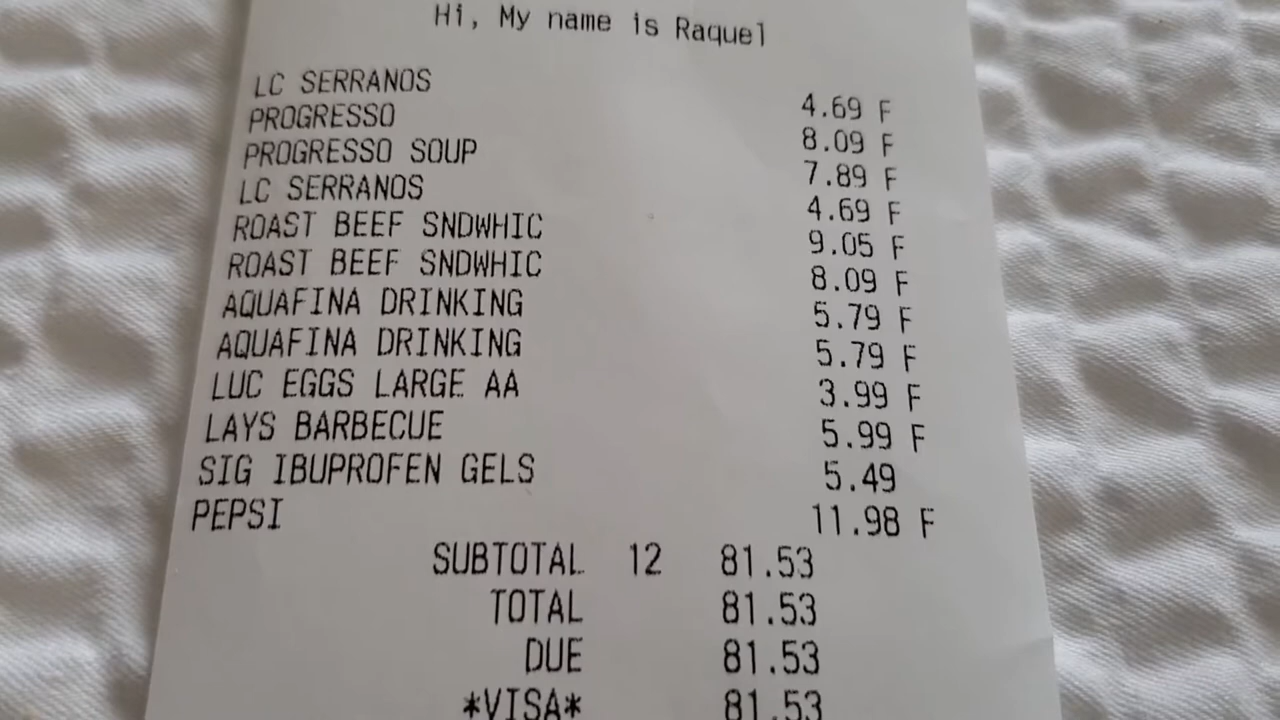 Hi, My name is Raquel
LC SERRANOS 4.69 F
PROGRESSO 8.09 F
PROGRESSO SOUP 7.89 F
LC SERRANOS 4.69 F
ROAST BEEF SNDWHIC 9.05 F
ROAST BEEF SNDWHIC 8.09 F
AQUAFINA DRINKING 5.79 F
AQUAFINA DRINKING 5.79 F
LUC EGGS LARGE AA 3.99 F
LAYS BARBECUE 5.99 F
SIG IBUPROFEN GELS 5.49
PEPSI 11.98 F
SUBTOTAL 12 81.53
TOTAL 81.53
DUE 81.53
*VISA* 81.53